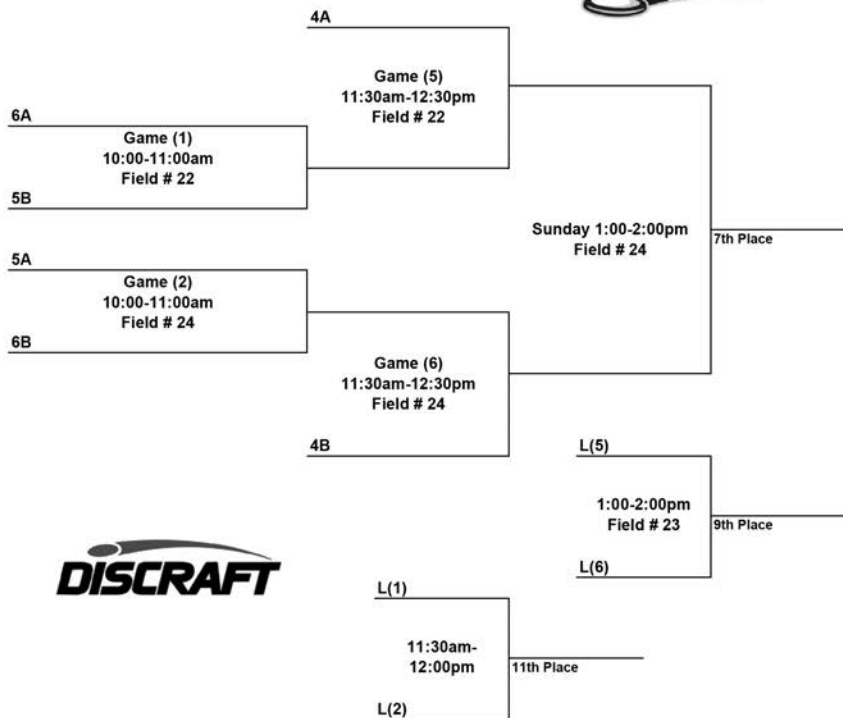 4A
Game (5)
11:30am-12:30pm
Field # 22
6A
Game (1)
10:00-11:00am
Field # 22
5B
Sunday 1:00-2:00pm
Field # 24
7th Place
5A
Game (2)
10:00-11:00am
Field # 24
6B
Game (6)
11:30am-12:30pm
Field # 24
4B
L(5)
1:00-2:00pm
Field # 23
9th Place
L(6)
DISCRAFT
L(1)
11:30am-
12:00pm
11th Place
L(2)